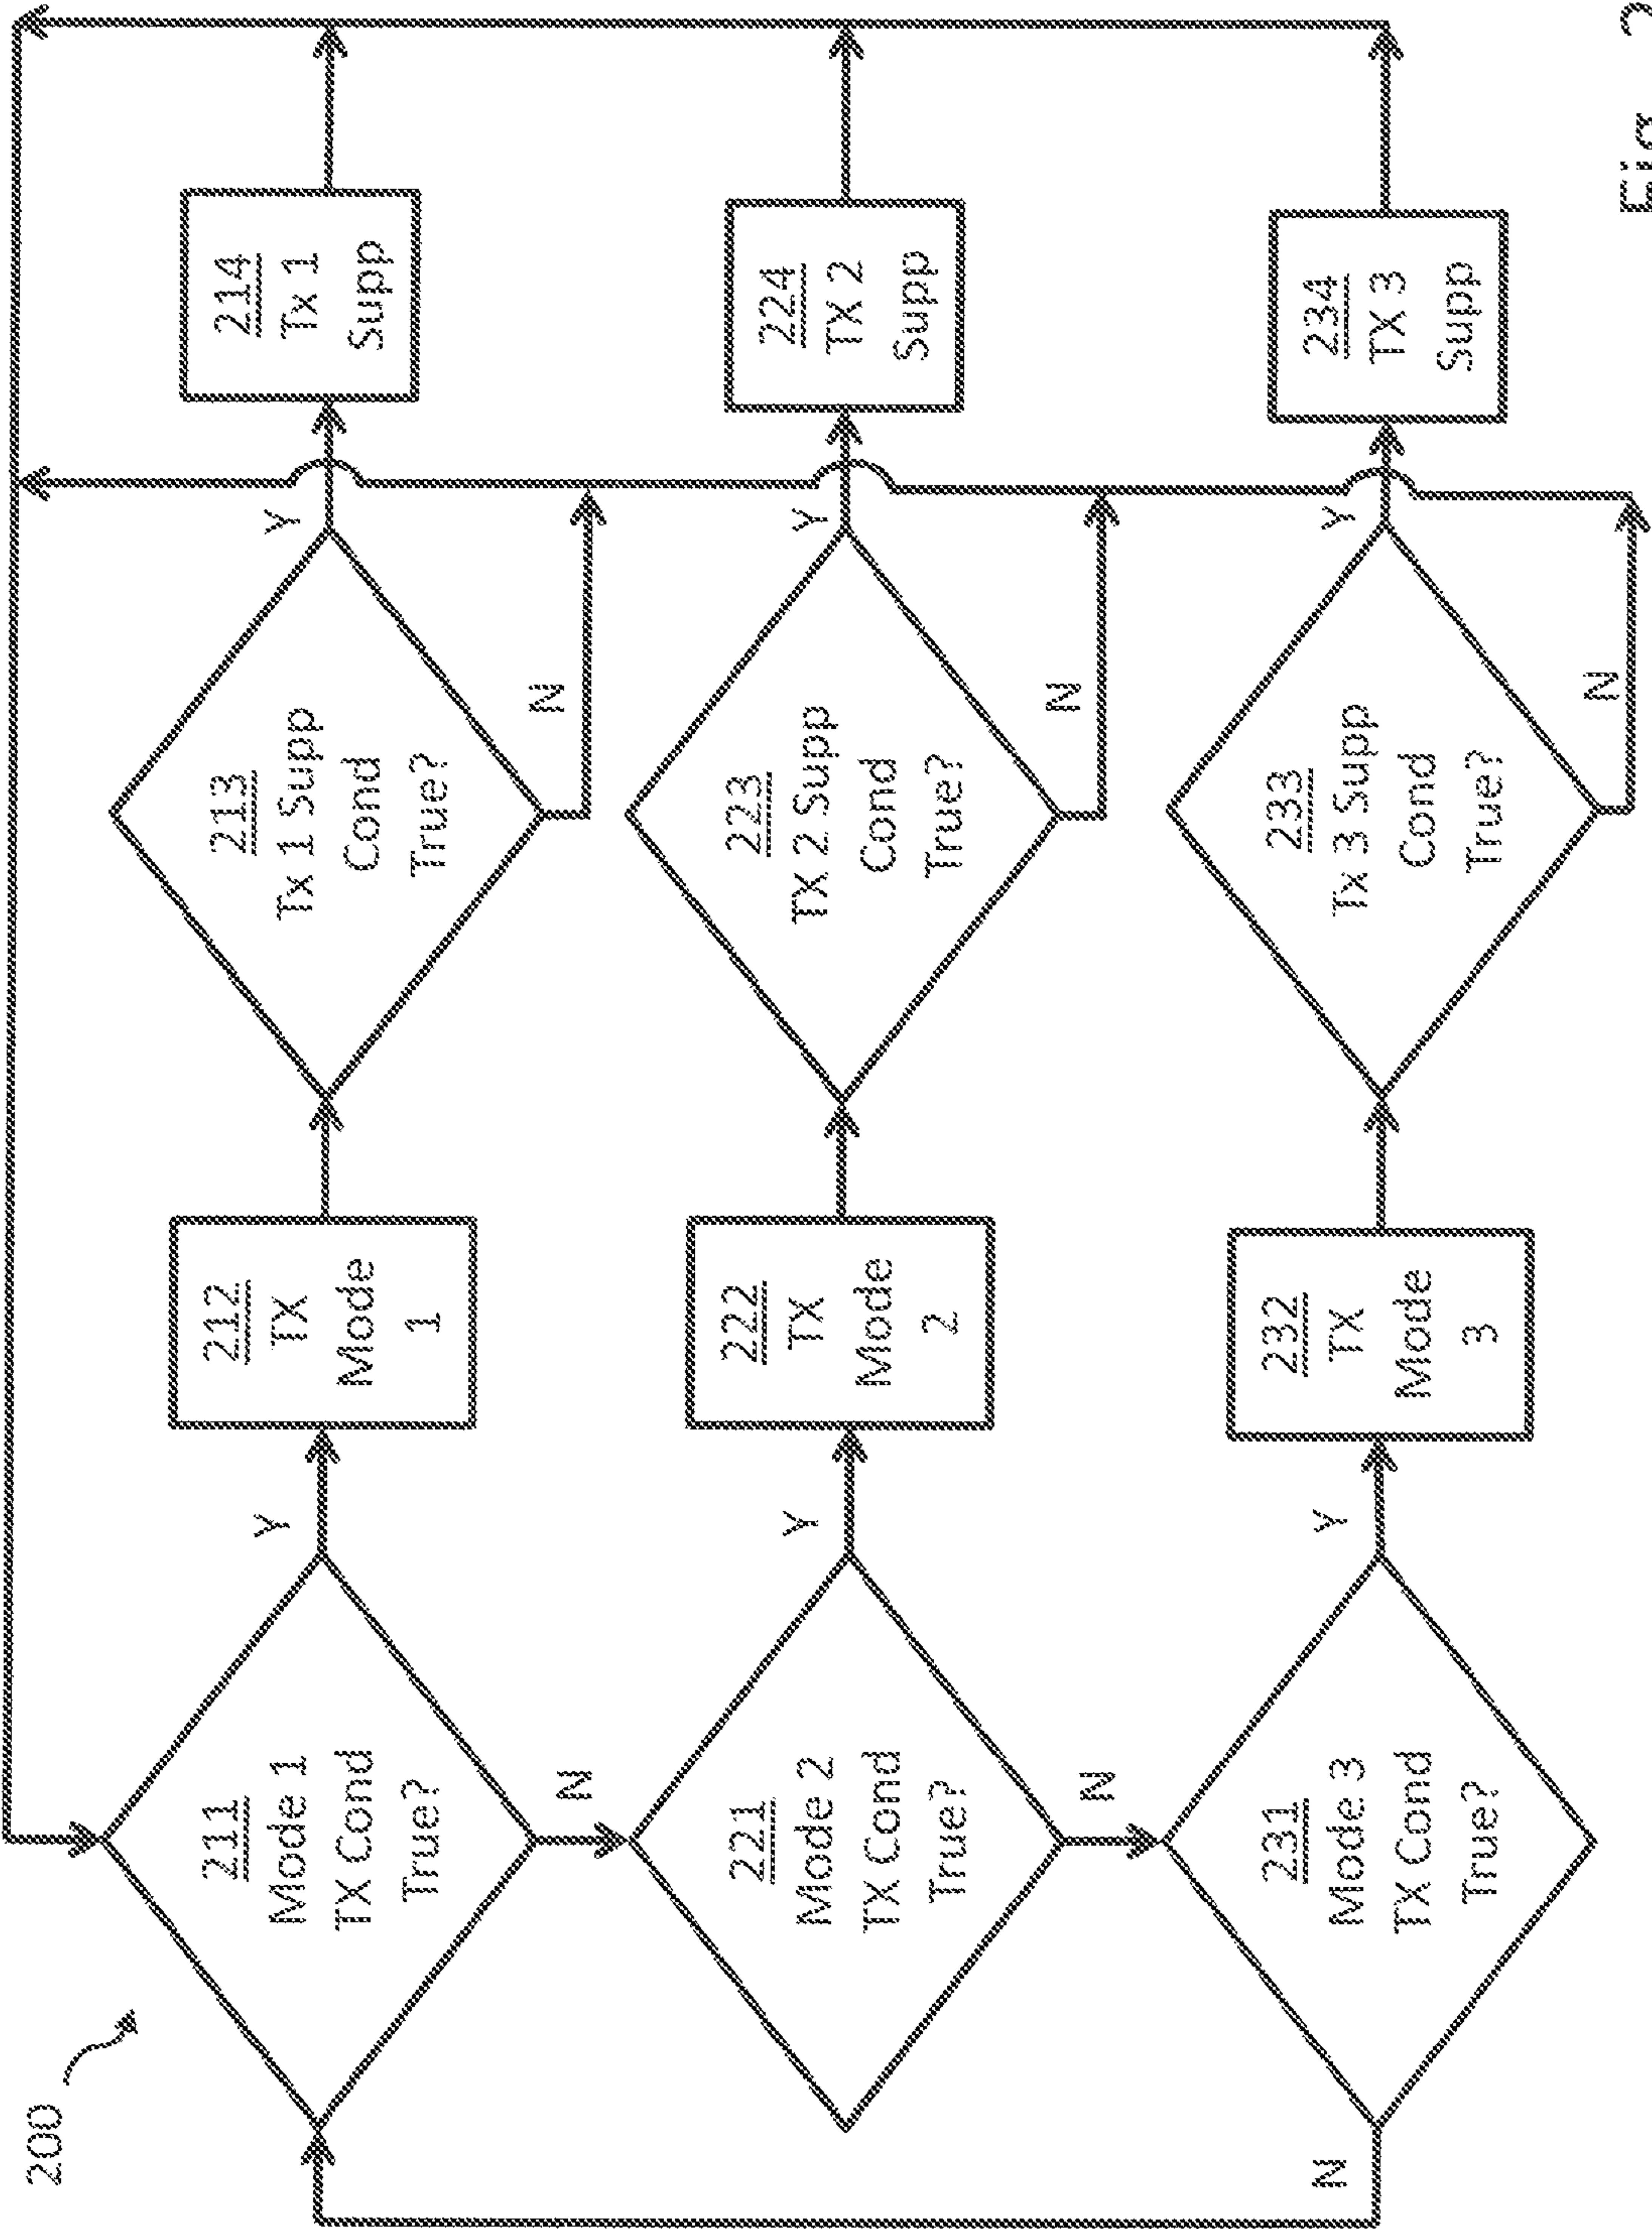 200
211
Mode 1
TX Cond
True?
Y
N
212
TX
Mode
1
213
Tx 1 Supp
Cond
True?
Y
N
214
Tx 1
Supp
221
Mode 2
TX Cond
True?
Y
N
222
TX
Mode
2
223
TX 2 Supp
Cond
True?
Y
N
224
TX 2
Supp
231
Mode 3
TX Cond
True?
Y
N
232
TX
Mode
3
233
Tx 3 Supp
Cond
True?
Y
N
234
TX 3
Supp